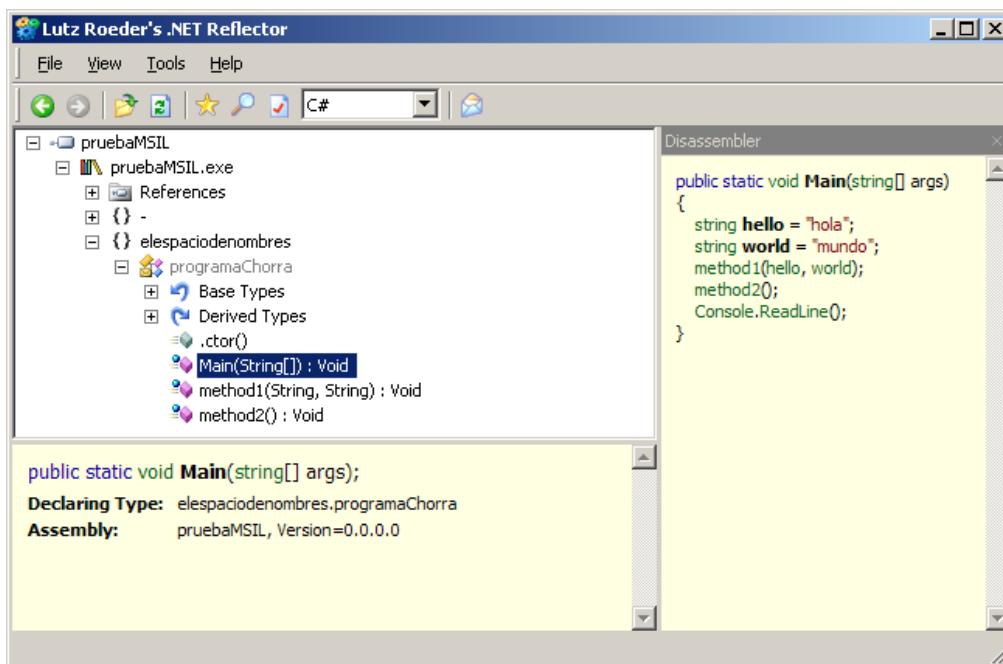 Lutz Roeder's .NET Reflector
File View Tools Help
C#
pruebaMSIL
pruebaMSIL.exe
References
{} -
{} elespaciodenombres
programaChorra
Base Types
Derived Types
.ctor()
Main(String[]) : Void
method1(String, String) : Void
method2() : Void
Disassembler
public static void Main(string[] args)
{
string hello = "hola";
string world = "mundo";
method1(hello, world);
method2();
Console.ReadLine();
}
public static void Main(string[] args);
Declaring Type: elespaciodenombres.programaChorra
Assembly: pruebaMSIL, Version=0.0.0.0